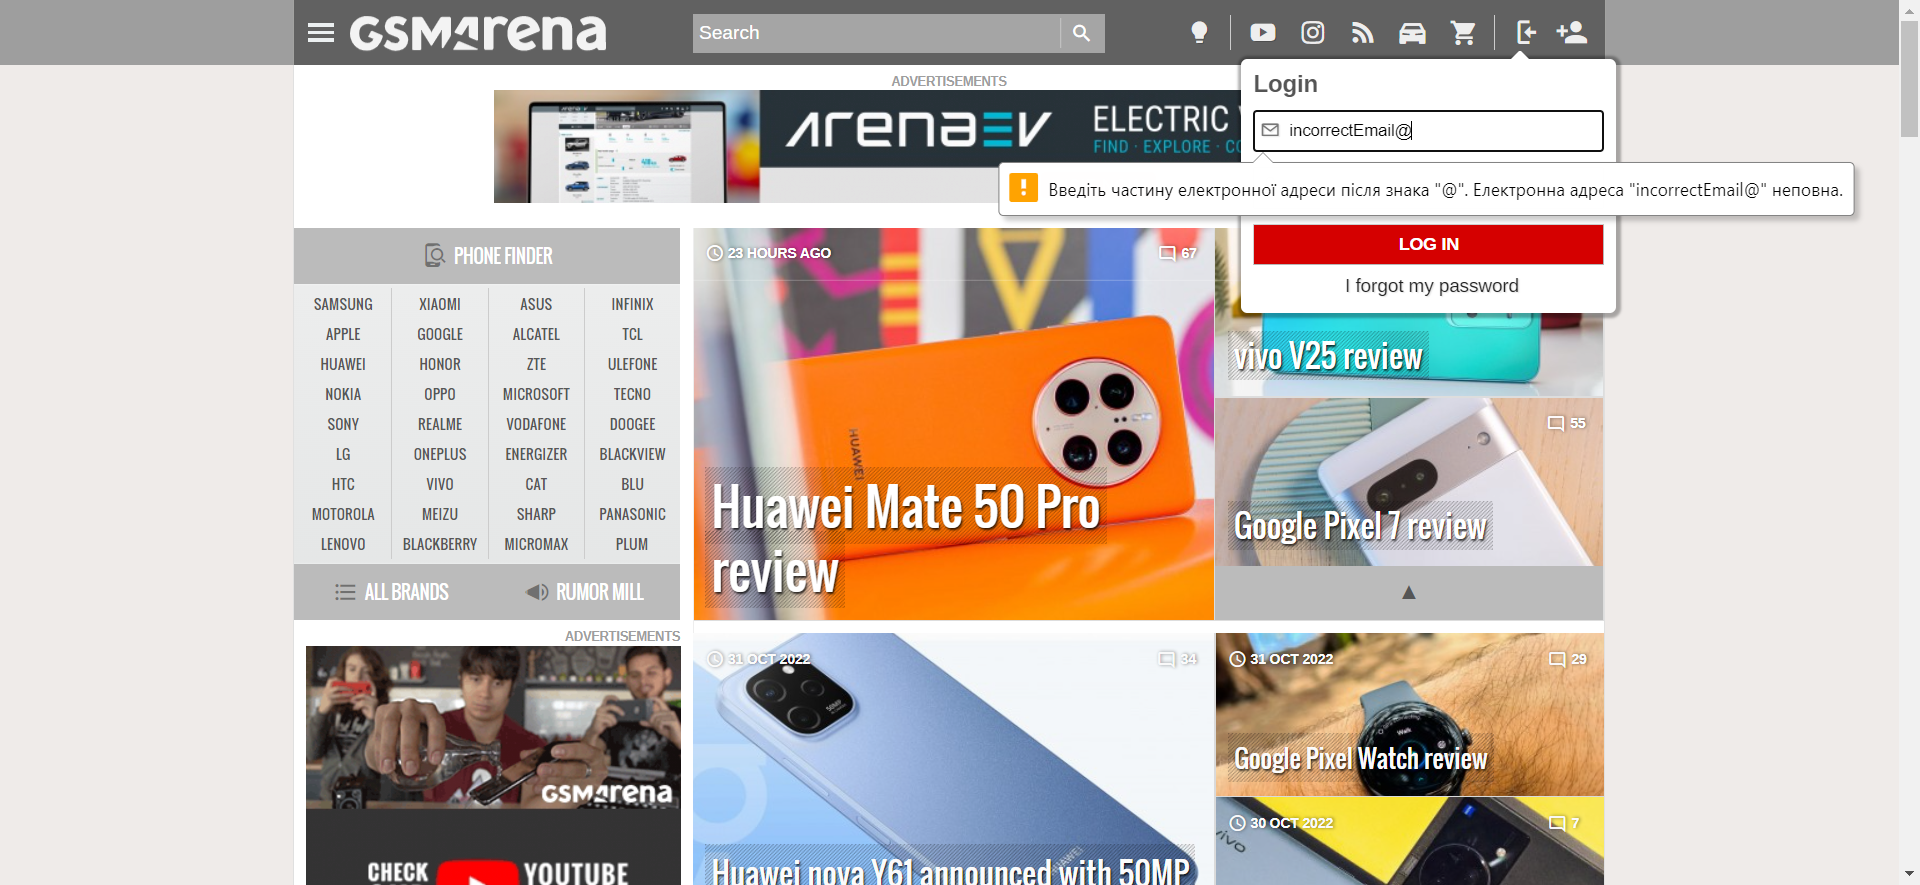 GSMArena
Search
ADVERTISEMENTS
Login
incorrectEmail@
Введіть частину електронної адреси після знака "@". Електронна адреса "incorrectEmail@" неповна.
LOG IN
I forgot my password
arenaEV
ELECTRIC
FIND · EXPLORE · CO
PHONE FINDER
SAMSUNG XIAOMI ASUS INFINIX
APPLE GOOGLE ALCATEL TCL
HUAWEI HONOR ZTE ULEFONE
NOKIA OPPO MICROSOFT TECNO
SONY REALME VODAFONE DOOGEE
LG ONEPLUS ENERGIZER BLACKVIEW
HTC VIVO CAT BLU
MOTOROLA MEIZU SHARP PANASONIC
LENOVO BLACKBERRY MICROMAX PLUM
ALL BRANDS RUMOR MILL
23 HOURS AGO 67
HUAWEI
Huawei Mate 50 Pro
review
vivo V25 review
55
Google Pixel 7 review
▲
ADVERTISEMENTS
GSMArena
CHECK YOUTUBE
31 OCT 2022 34
50MP
HUAWEI
Huawei nova Y61 announced with 50MP
31 OCT 2022 29
Walk
Google Pixel Watch review
30 OCT 2022 7
vivo